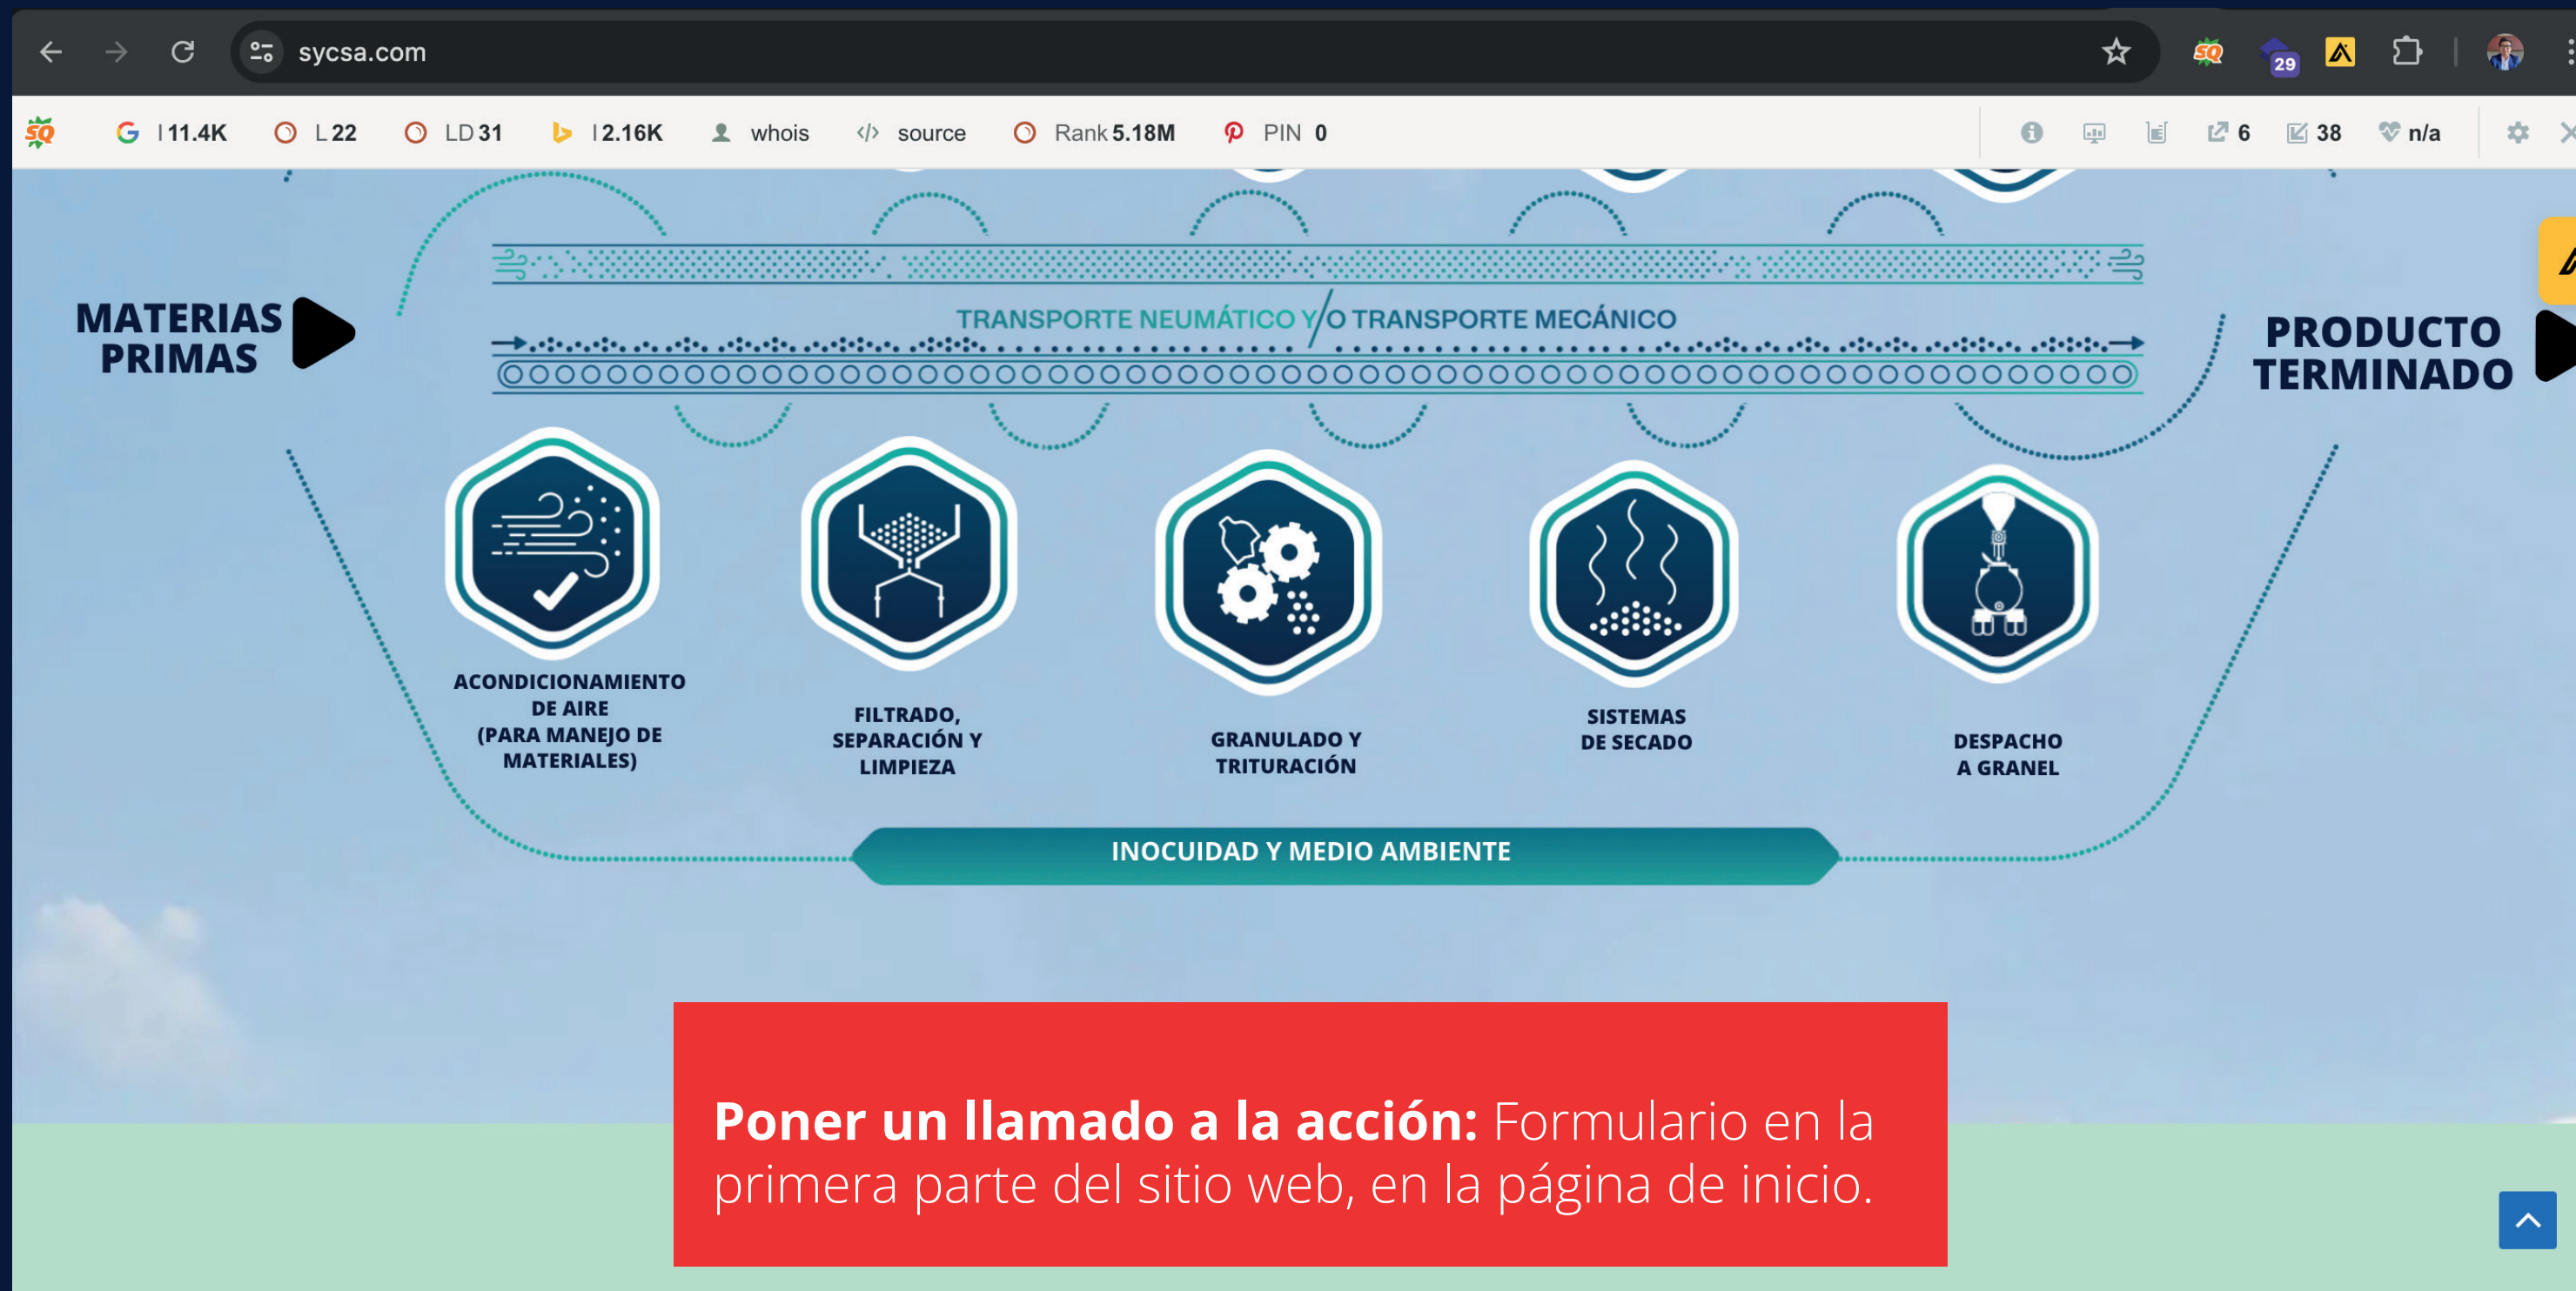 sycsa.com
29
SQ I 11.4K L 22 LD 31 I 2.16K whois source Rank 5.18M PIN 0 6 38 n/a
MATERIAS
PRIMAS
TRANSPORTE NEUMÁTICO Y/O TRANSPORTE MECÁNICO
PRODUCTO
TERMINADO
ACONDICIONAMIENTO
DE AIRE
(PARA MANEJO DE
MATERIALES)
FILTRADO,
SEPARACIÓN Y
LIMPIEZA
GRANULADO Y
TRITURACIÓN
SISTEMAS
DE SECADO
DESPACHO
A GRANEL
INOCUIDAD Y MEDIO AMBIENTE
Poner un llamado a la acción: Formulario en la
primera parte del sitio web, en la página de inicio.